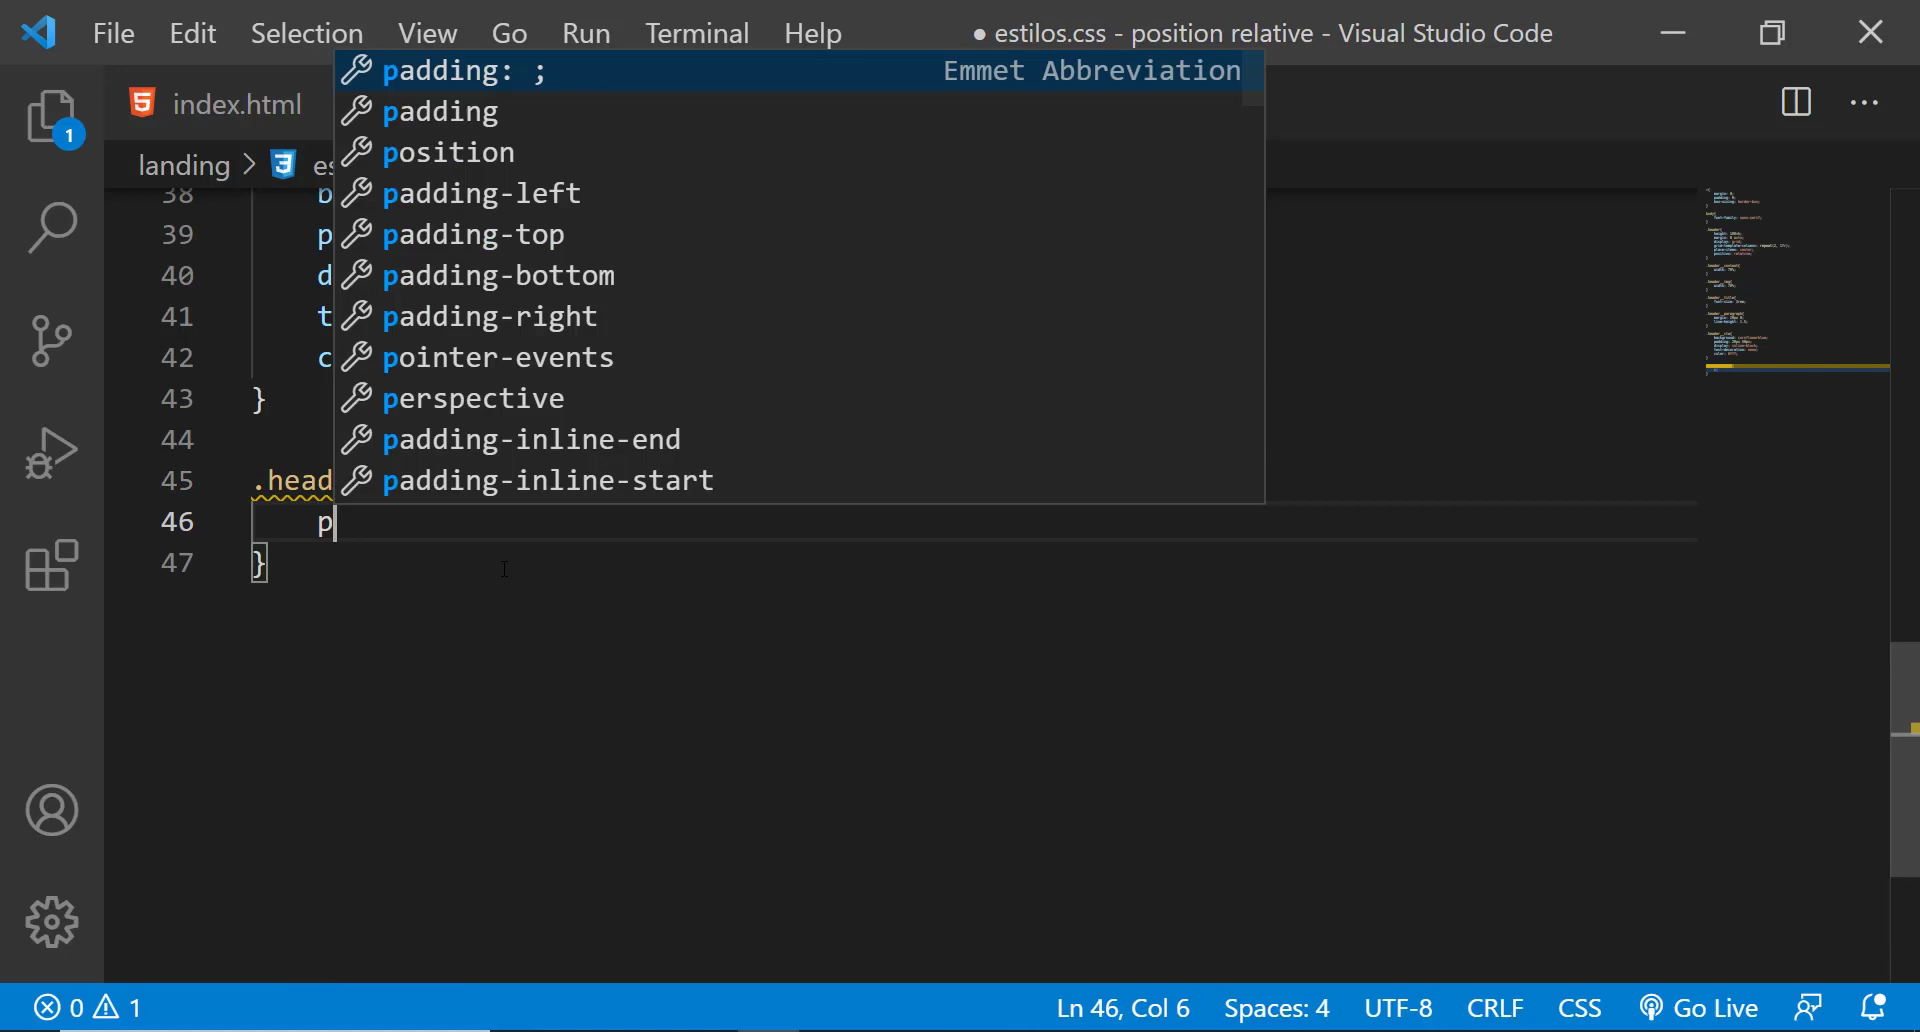 File Edit Selection View Go Run Terminal Help ● estilos.css - position relative - Visual Studio Code
1
index.html
landing > es
padding: ; Emmet Abbreviation
padding
position
padding-left
padding-top
padding-bottom
padding-right
pointer-events
perspective
padding-inline-end
padding-inline-start
38 b
39 p
40 d
41 t
42 c
43 }
44
45 .head
46 p
47 }
0 1 Ln 46, Col 6 Spaces: 4 UTF-8 CRLF CSS Go Live